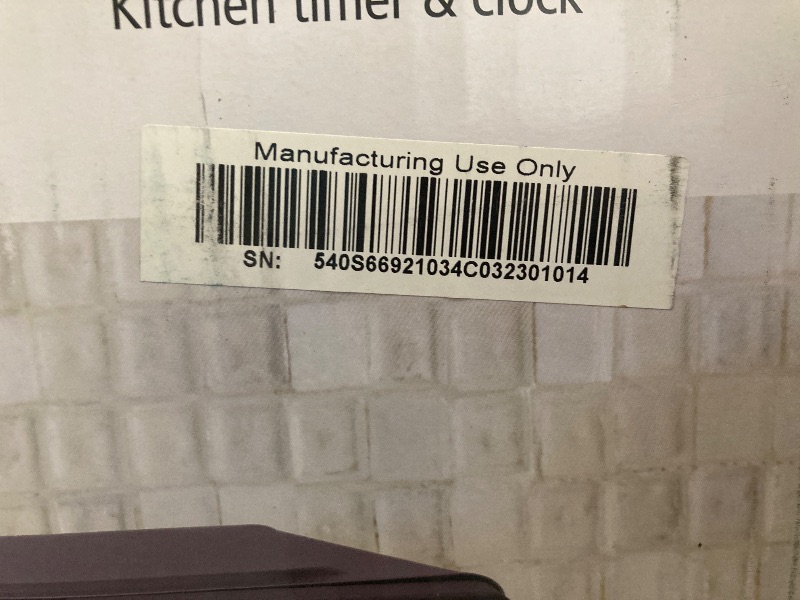 Kitchen timer & clock
Manufacturing Use Only
SN: 540S66921034C032301014